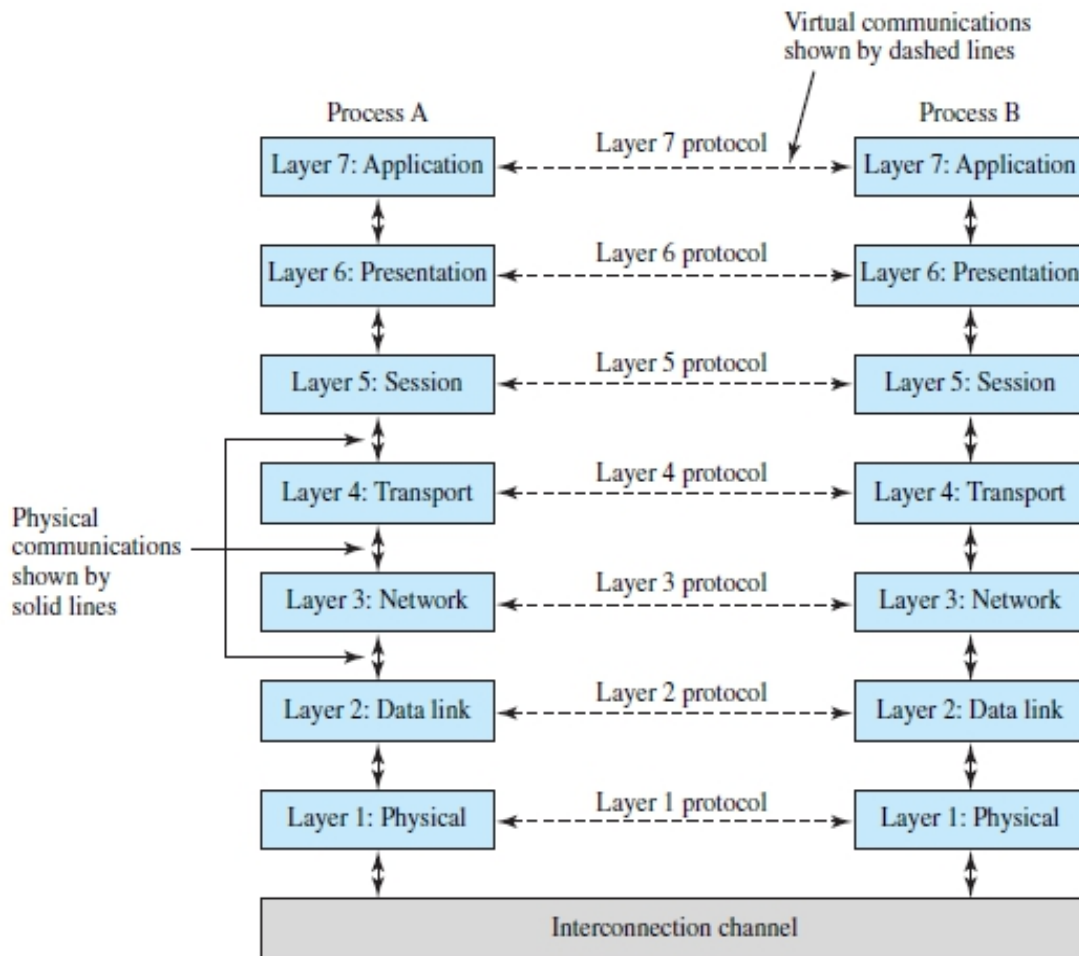 Virtual communications
shown by dashed lines
Process A
Process B
Layer 7: Application
Layer 7 protocol
Layer 7: Application
Layer 6: Presentation
Layer 6 protocol
Layer 6: Presentation
Layer 5: Session
Layer 5 protocol
Layer 5: Session
Layer 4: Transport
Layer 4 protocol
Layer 4: Transport
Physical
communications
shown by
solid lines
Layer 3: Network
Layer 3 protocol
Layer 3: Network
Layer 2: Data link
Layer 2 protocol
Layer 2: Data link
Layer 1: Physical
Layer 1 protocol
Layer 1: Physical
Interconnection channel